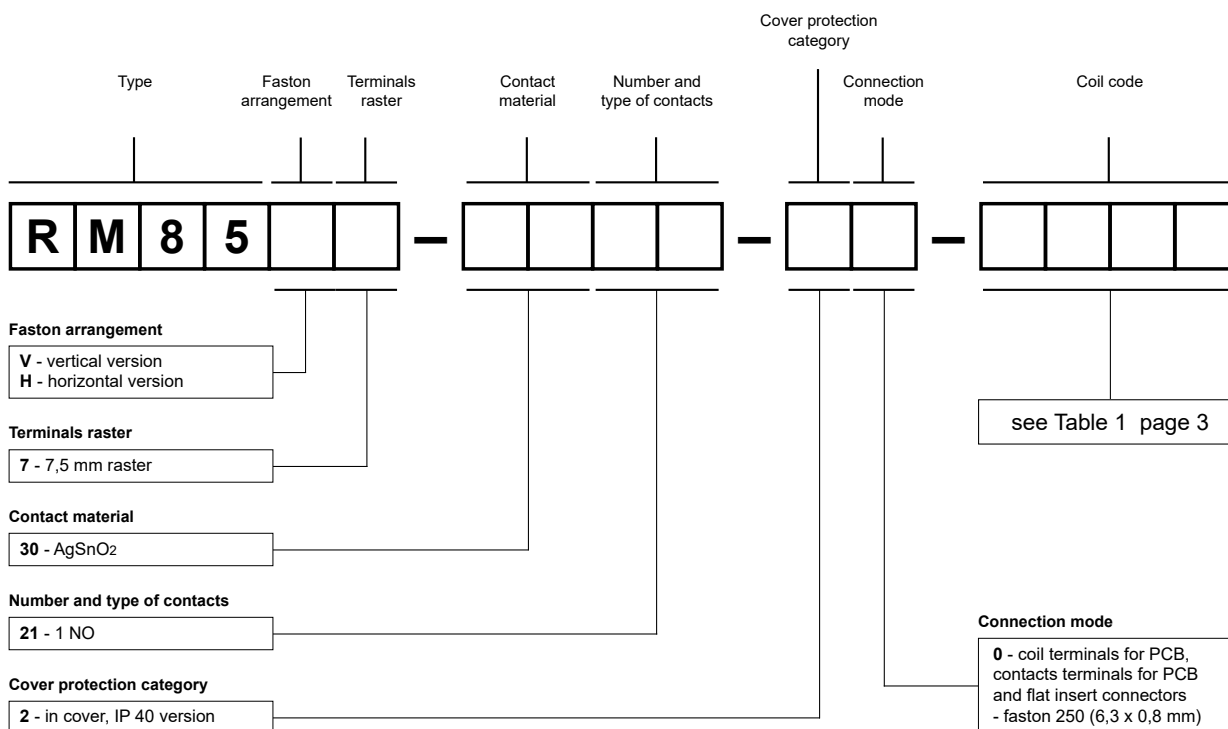 Cover protection
category
Type
Faston
arrangement
Terminals
raster
Contact
material
Number and
type of contacts
Connection
mode
Coil code
R M 8 5 – – –
Faston arrangement
V - vertical version
H - horizontal version
see Table 1 page 3
Terminals raster
7 - 7,5 mm raster
Contact material
30 - AgSnO2
Number and type of contacts
21 - 1 NO
Connection mode
0 - coil terminals for PCB,
contacts terminals for PCB
and flat insert connectors
- faston 250 (6,3 x 0,8 mm)
Cover protection category
2 - in cover, IP 40 version